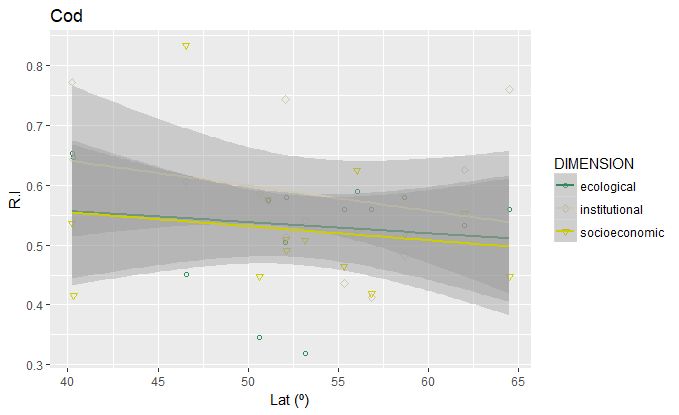 Cod
0.8
0.7
0.6
0.5
0.4
0.3
R.I
40 45 50 55 60 65
Lat (º)
DIMENSION
ecological
institutional
socioeconomic